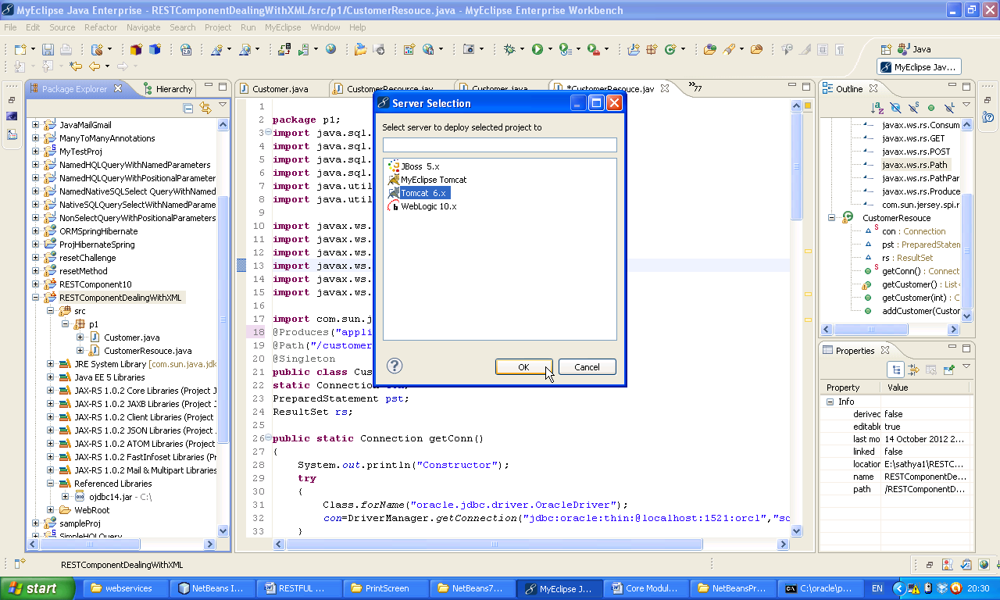 MyEclipse Java Enterprise - RESTComponentDealingWithXML/src/p1/CustomerResouce.java - MyEclipse Enterprise Workbench
File Edit Source Refactor Navigate Search Project Run MyEclipse Window Help
Java
MyEclipse Jav...
Package Explorer
Hierarchy
JavaMailGmail
ManyToManyAnnotations
MyTestProj
NamedHQLQueryWithNamedParameters
NamedHQLQueryWithPositionalParameter
NamedNativeSQLSelect QueryWithNamed
NativeSQLQuerySelectWithNamedParame
NonSelectQueryWithPositionalParameters
ORMSpringHibernate
ProjHibernateSpring
resetChallenge
resetMethod
RESTComponent10
RESTComponentDealingWithXML
src
p1
Customer.java
CustomerResouce.java
JRE System Library [com.sun.java.jdk
Java EE 5 Libraries
JAX-RS 1.0.2 Core Libraries (Project J
JAX-RS 1.0.2 JAXB Libraries (Project
JAX-RS 1.0.2 Client Libraries (Project
JAX-RS 1.0.2 JSON Libraries (Project
JAX-RS 1.0.2 ATOM Libraries (Project
JAX-RS 1.0.2 FastInfoset Libraries (Pr
JAX-RS 1.0.2 Mail & Multipart Libraries
Referenced Libraries
ojdbc14.jar - C:\
WebRoot
sampleProj
SimpleHQLQuery
Customer.java
CustomerResource.jav
Customer.java
*CustomerResouce.jav
»77
1
2 package p1;
3 import java.sql.
4 import java.sql.
5 import java.sql.
6 import java.sql.
7 import java.util
8 import java.util
9
10 import javax.ws.
11 import javax.ws.
12 import javax.ws.
13 import javax.ws.
14 import javax.ws.
15 import javax.ws.
16
17 import com.sun.j
18 @Produces("appli
19 @Path("/customer
20 @Singleton
21 public class Cus
22 static Connection
23 PreparedStatement pst;
24 ResultSet rs;
25
26 public static Connection getConn()
27 {
28 System.out.println("Constructor");
29 try
30 {
31 Class.forName("oracle.jdbc.driver.OracleDriver");
32 con=DriverManager.getConnection("jdbc:oracle:thin:@localhost:1521:orcl","sc
33 }
Server Selection
Select server to deploy selected project to
JBoss 5.x
MyEclipse Tomcat
Tomcat 6.x
WebLogic 10.x
?
OK
Cancel
Outline
javax.ws.rs.Consum
javax.ws.rs.GET
javax.ws.rs.POST
javax.ws.rs.Path
javax.ws.rs.PathPar
javax.ws.rs.Produce
com.sun.jersey.spi.r
CustomerResouce
con : Connection
pst : PreparedStatem
rs : ResultSet
getConn() : Connect
getCustomer() : List
getCustomer(int) : C
addCustomer(Custor
Properties
Property Value
Info
derivec false
editable true
last mo 14 October 2012 2...
linked false
location E:\sathya1\REST...
name RESTComponentDe...
path /RESTComponentD...
RESTComponentDealingWithXML
start
webservices
NetBeans I...
RESTFUL ...
PrintScreen
NetBeans7...
MyEclipse J...
Core Modul...
NetBeansPr...
C:\oracle\p...
EN
20:30